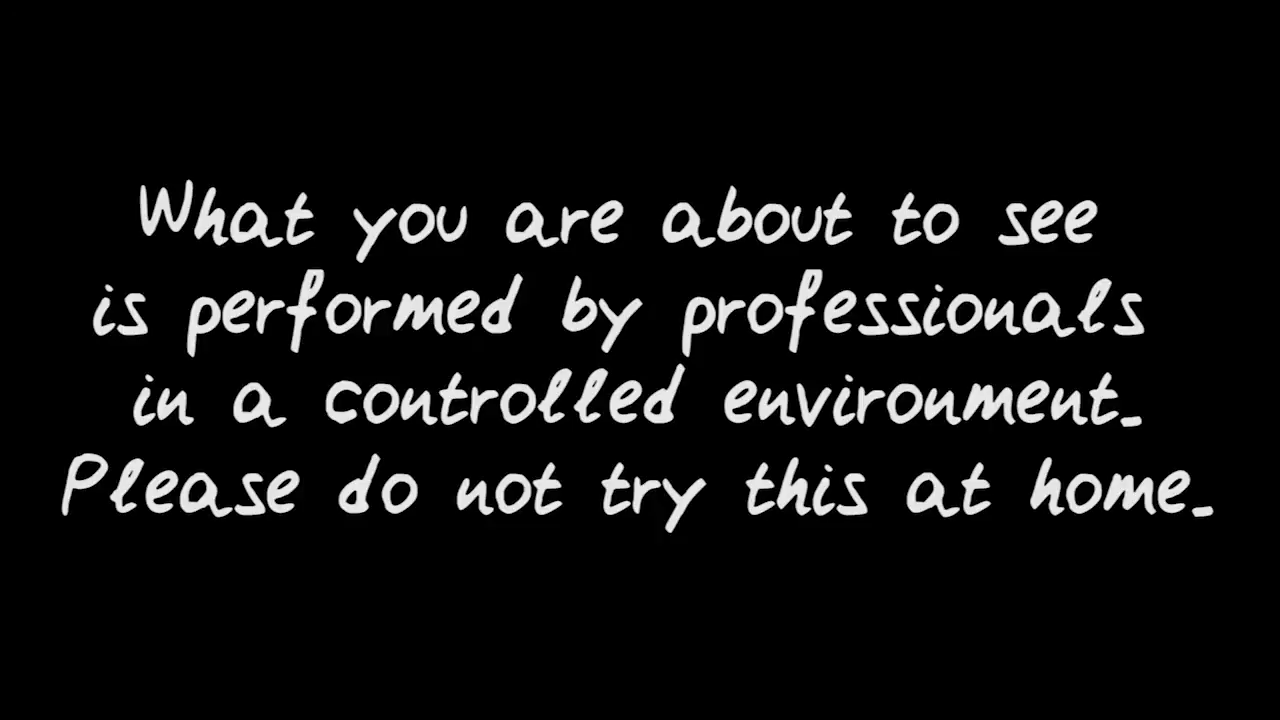 What you are about to see
is performed by professionals
in a controlled environment.
Please do not try this at home.